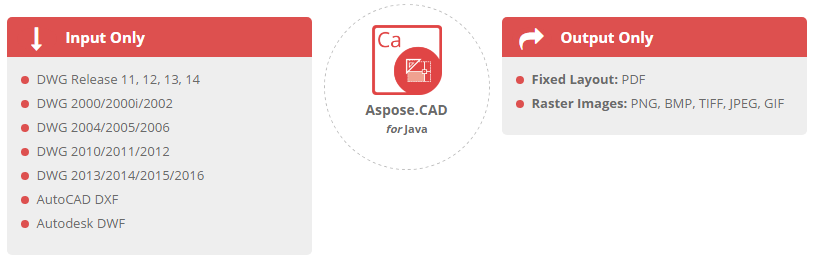 Input Only
DWG Release 11, 12, 13, 14
DWG 2000/2000i/2002
DWG 2004/2005/2006
DWG 2010/2011/2012
DWG 2013/2014/2015/2016
AutoCAD DXF
Autodesk DWF
Ca
Aspose.CAD
for Java
Output Only
Fixed Layout: PDF
Raster Images: PNG, BMP, TIFF, JPEG, GIF